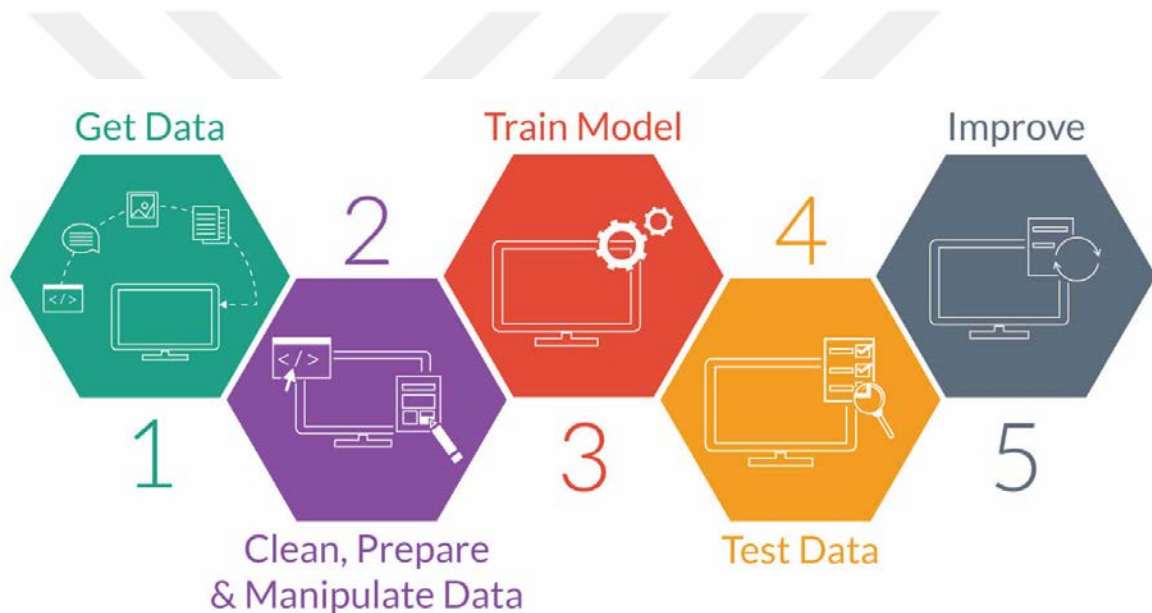 Get Data
1
2
Clean, Prepare
& Manipulate Data
Train Model
3
4
Test Data
Improve
5